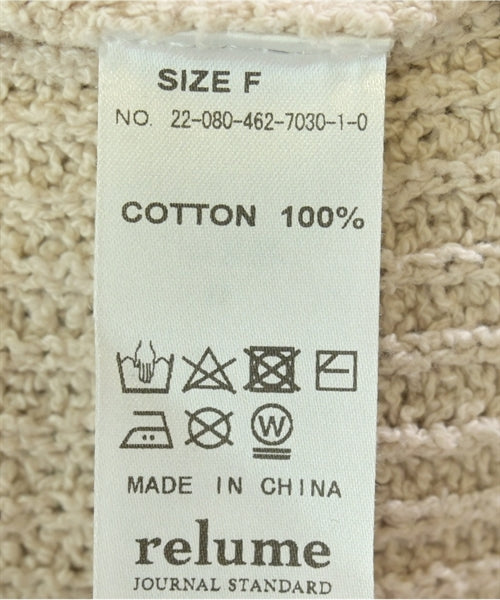 SIZE F
NO. 22-080-462-7030-1-0
COTTON 100%
W
MADE IN CHINA
relume
JOURNAL STANDARD